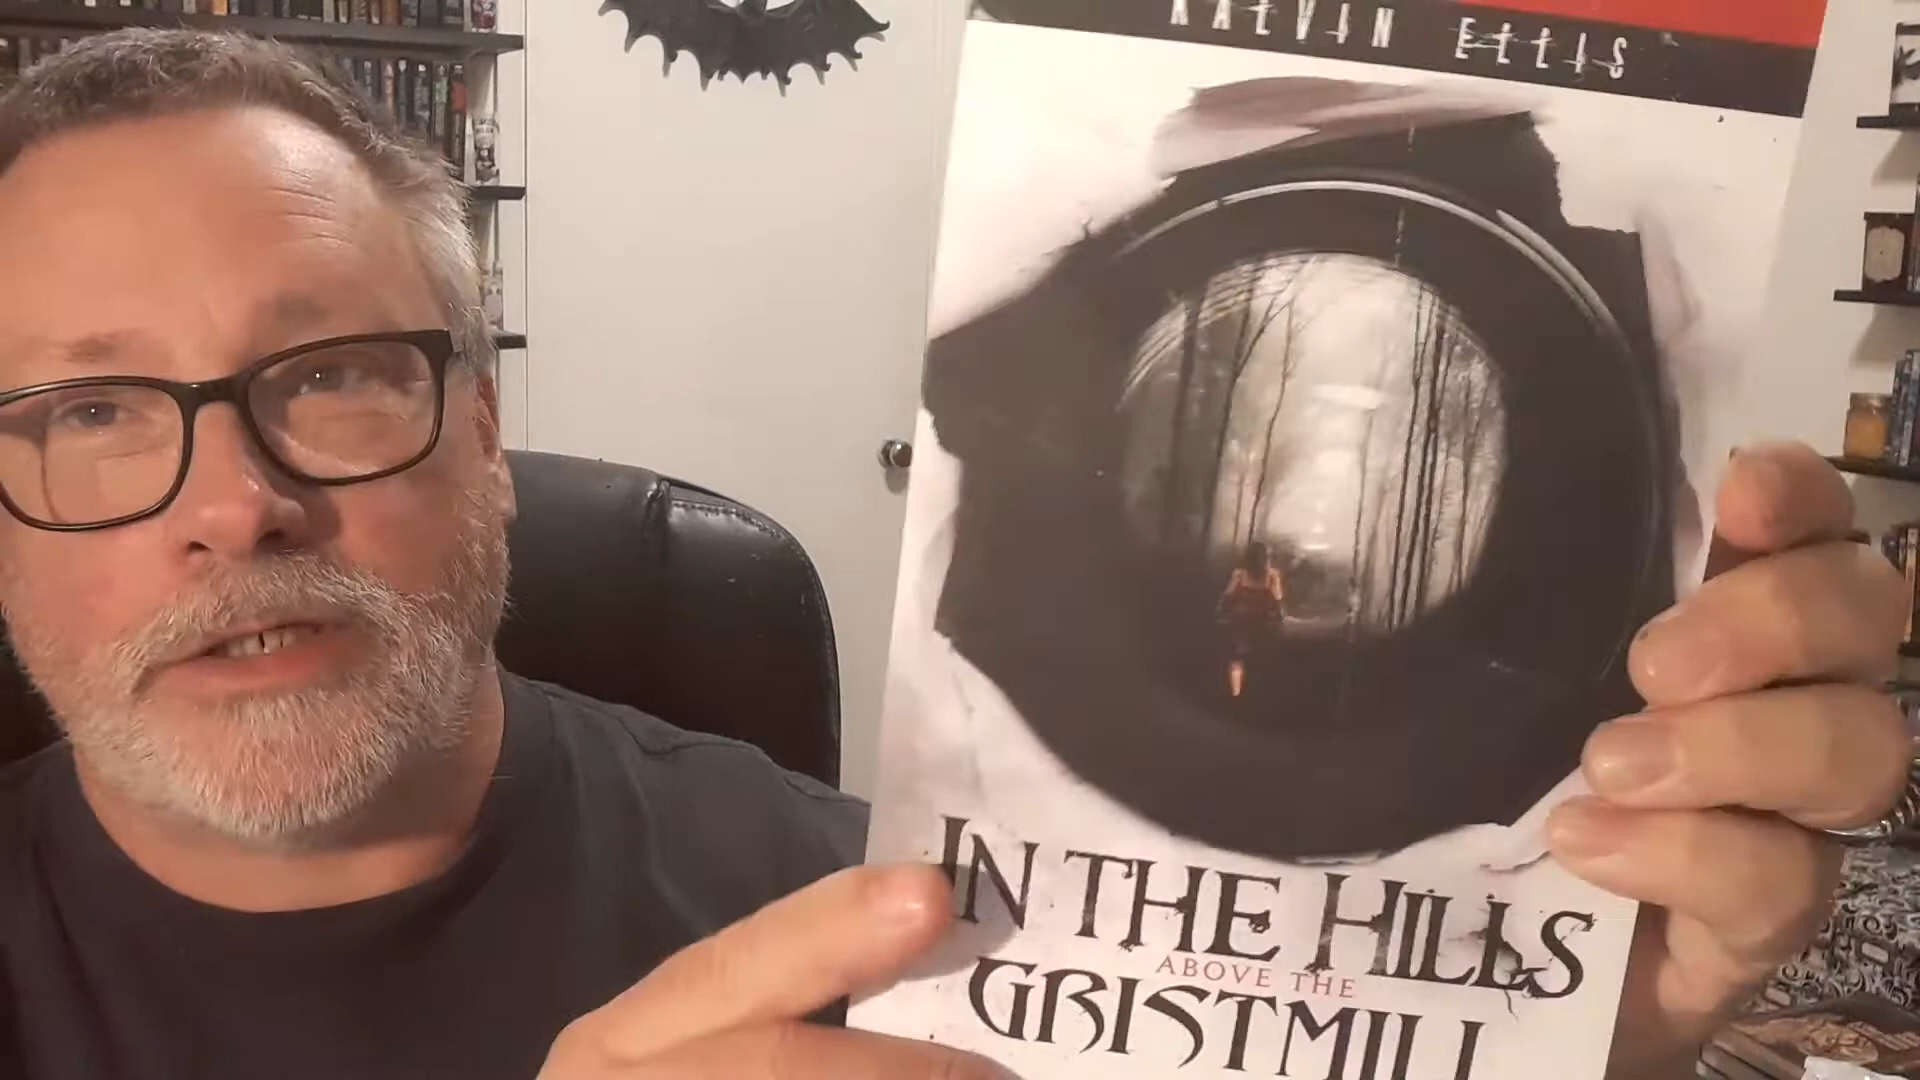 KALVIN ELLIS
IN THE HILLS
ABOVE THE
GRISTMILL